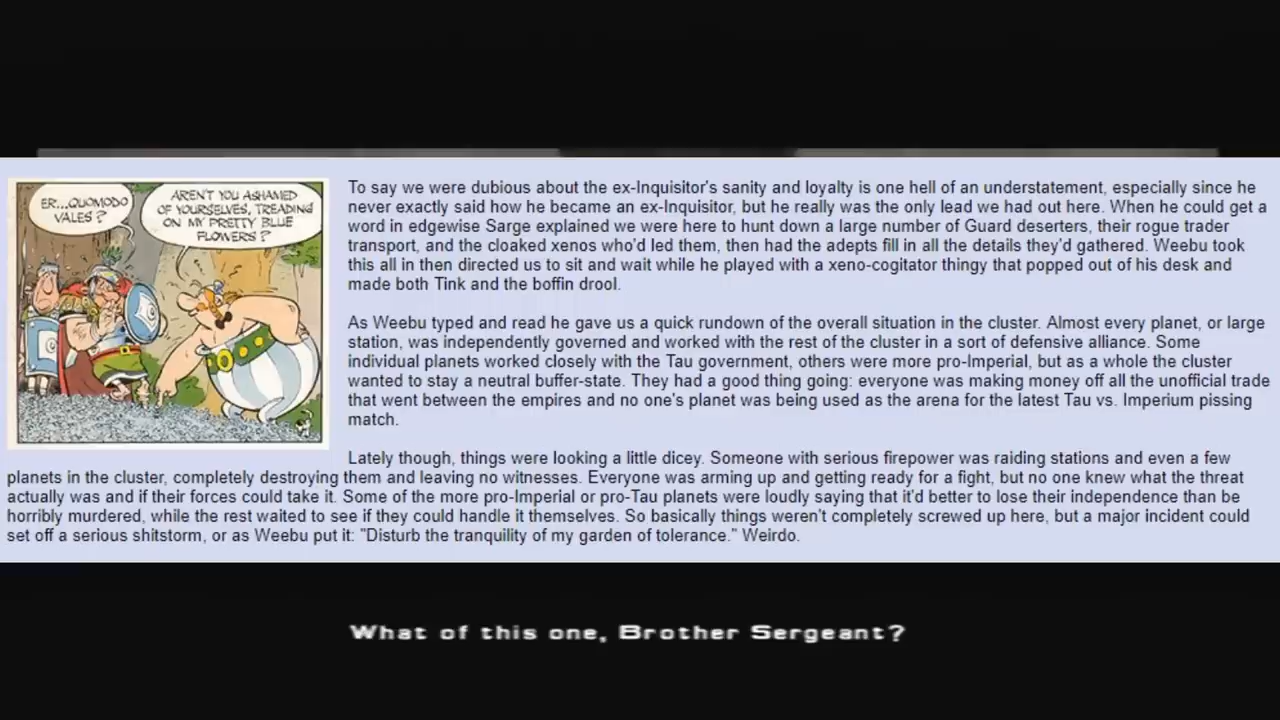 ER...QUOMODO
VALES?
AREN'T YOU ASHAMED
OF YOURSELVES, TREADING
ON MY PRETTY BLUE
FLOWERS?
To say we were dubious about the ex-Inquisitor's sanity and loyalty is one hell of an understatement, especially since he
never exactly said how he became an ex-Inquisitor, but he really was the only lead we had out here. When he could get a
word in edgewise Sarge explained we were here to hunt down a large number of Guard deserters, their rogue trader
transport, and the cloaked xenos who'd led them, then had the adepts fill in all the details they'd gathered. Weebu took
this all in then directed us to sit and wait while he played with a xeno-cogitator thingy that popped out of his desk and
made both Tink and the boffin drool.
As Weebu typed and read he gave us a quick rundown of the overall situation in the cluster. Almost every planet, or large
station, was independently governed and worked with the rest of the cluster in a sort of defensive alliance. Some
individual planets worked closely with the Tau government, others were more pro-Imperial, but as a whole the cluster
wanted to stay a neutral buffer-state. They had a good thing going: everyone was making money off all the unofficial trade
that went between the empires and no one's planet was being used as the arena for the latest Tau vs. Imperium pissing
match.
Lately though, things were looking a little dicey. Someone with serious firepower was raiding stations and even a few
planets in the cluster, completely destroying them and leaving no witnesses. Everyone was arming up and getting ready for a fight, but no one knew what the threat
actually was and if their forces could take it. Some of the more pro-Imperial or pro-Tau planets were loudly saying that it'd better to lose their independence than be
horribly murdered, while the rest waited to see if they could handle it themselves. So basically things weren't completely screwed up here, but a major incident could
set off a serious shitstorm, or as Weebu put it: "Disturb the tranquility of my garden of tolerance." Weirdo.
What of this one, Brother Sergeant?